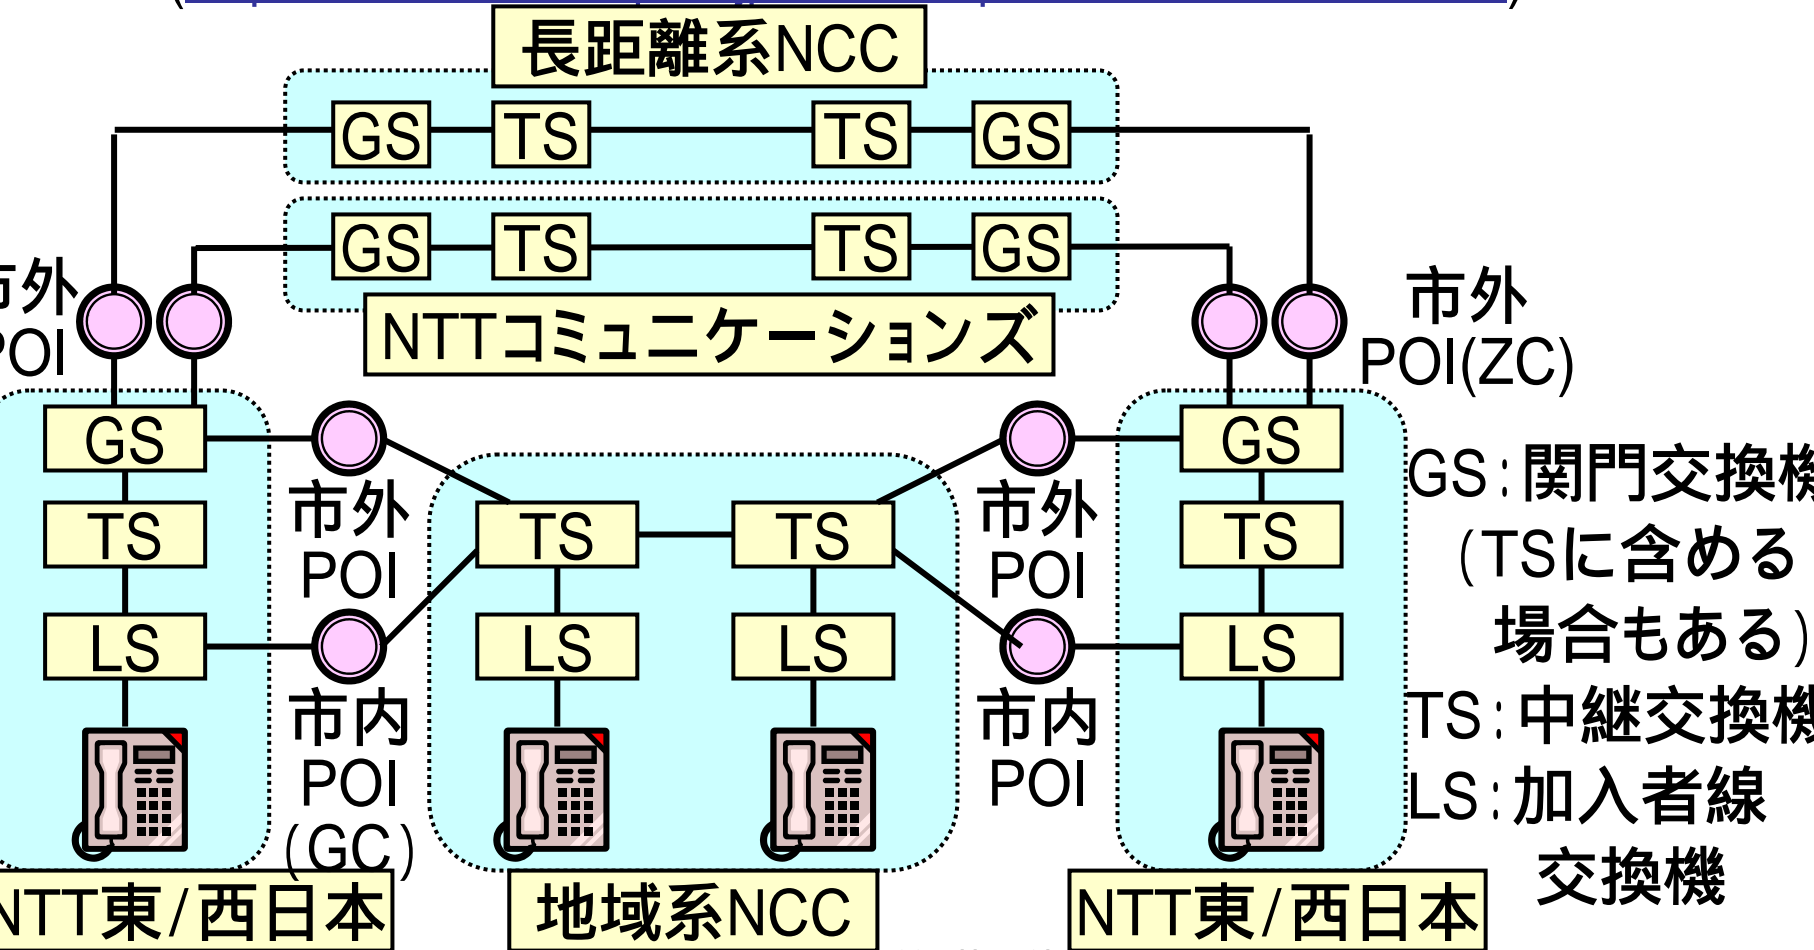 長距離系NCC
GS TS TS GS
GS TS TS GS
NTTコミュニケーションズ
市外
POI
市外
POI(ZC)
GS
TS
LS
市外
POI
市内
POI
(GC)
TS TS
LS LS
市外
POI
市内
POI
GS
TS
LS
GS:関門交換機
(TSに含める
場合もある)
TS:中継交換機
LS:加入者線
交換機
NTT東/西日本
地域系NCC
NTT東/西日本